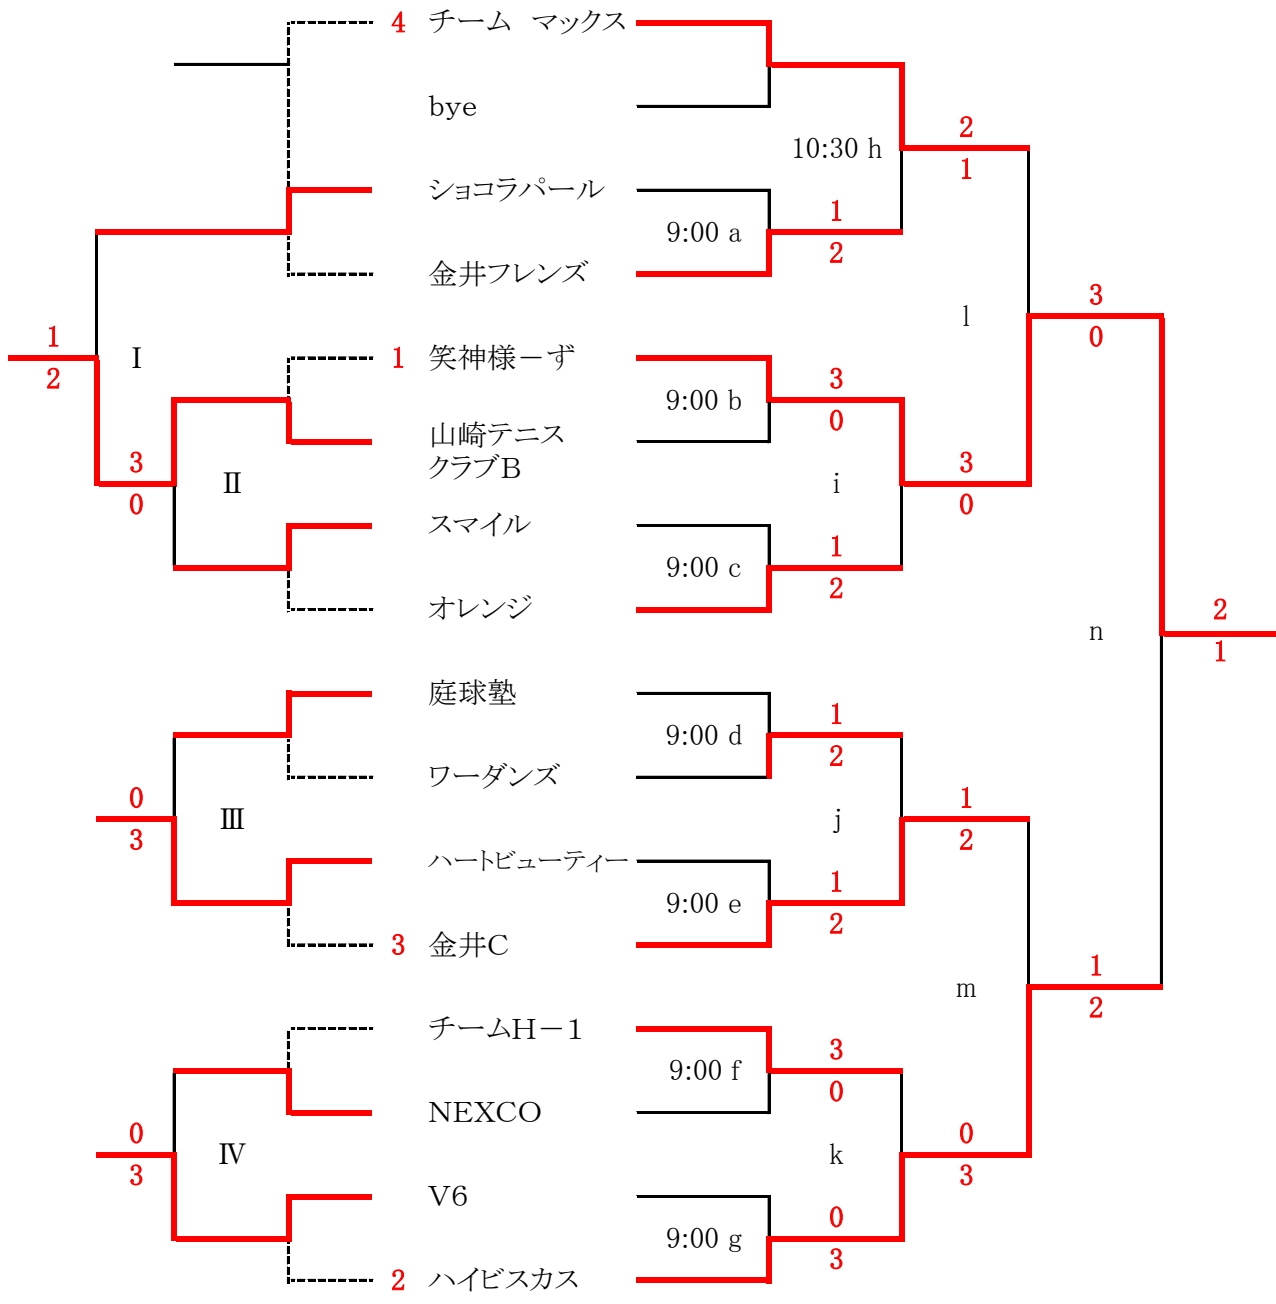 4 チーム マックス
bye
10:30 h
2
1
ショコラパール
9:00 a
1
2
金井フレンズ
l
3
0
1
2
Ⅰ
1 笑神様－ず
9:00 b
3
0
山崎テニス
クラブB
3
0
Ⅱ
i
3
0
スマイル
9:00 c
1
2
オレンジ
n
2
1
庭球塾
9:00 d
1
2
ワーダンズ
0
3
Ⅲ
j
1
2
ハートビューティー
9:00 e
1
2
3 金井C
m
1
2
チームH－1
9:00 f
3
0
NEXCO
0
3
Ⅳ
k
0
3
V6
9:00 g
0
3
2 ハイビスカス